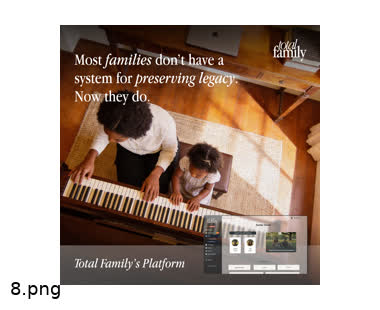 Most families don't have a
system for preserving legacy.
Now they do.
total
family
Total Family's Platform
8.png